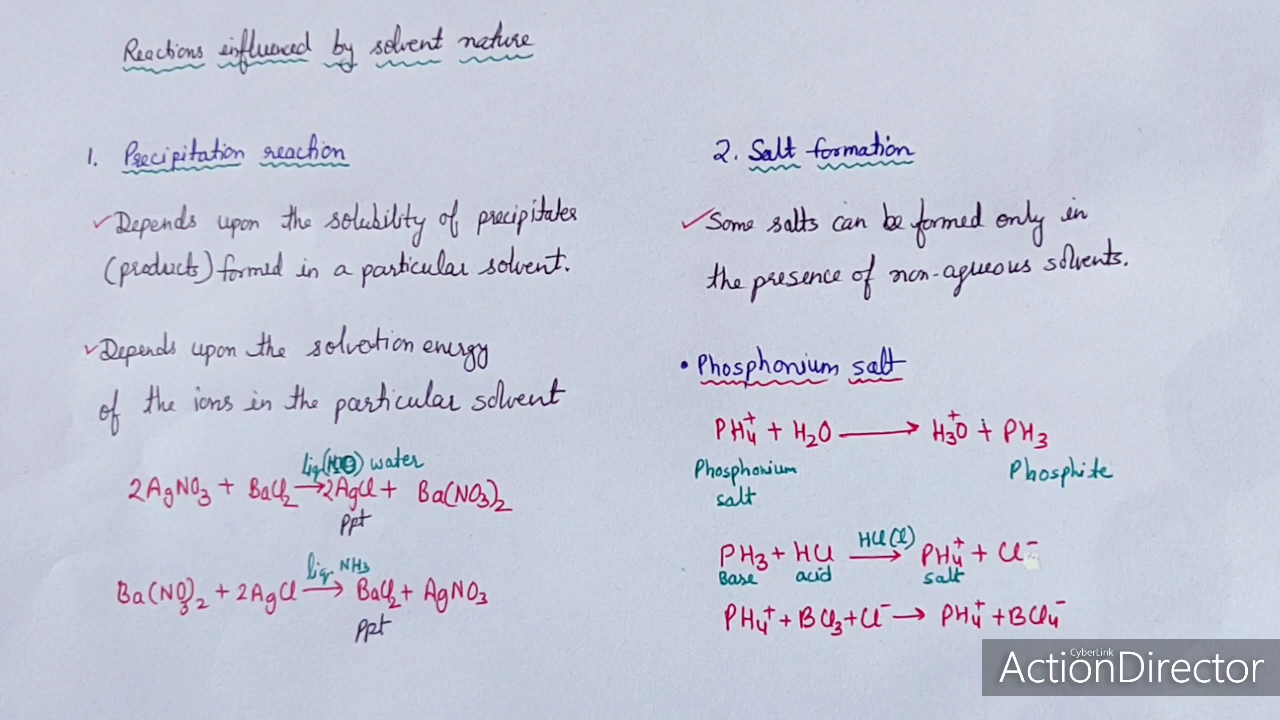 Reactions influenced by solvent nature
1. Precipitation reaction
✓Depends upon the solubility of precipitates
(products) formed in a particular solvent.
✓Depends upon the solvation energy
of the ions in the particular solvent
liq water
2AgNO₃ + BaCl₂ → 2AgCl + Ba(NO₃)₂
ppt
liq. NH₃
Ba(NO₃)₂ + 2AgCl → BaCl₂ + AgNO₃
ppt
2. Salt formation
✓Some salts can be formed only in
the presence of non-aqueous solvents.
• Phosphonium salt
PH₄⁺ + H₂O → H₃O⁺ + PH₃
Phosphonium Phosphite
salt
HCl(l)
PH₃ + HCl → PH₄⁺ + Cl⁻
Base acid salt
PH₄⁺ + BCl₃ + Cl⁻ → PH₄⁺ + BCl₄⁻
CyberLink
ActionDirector